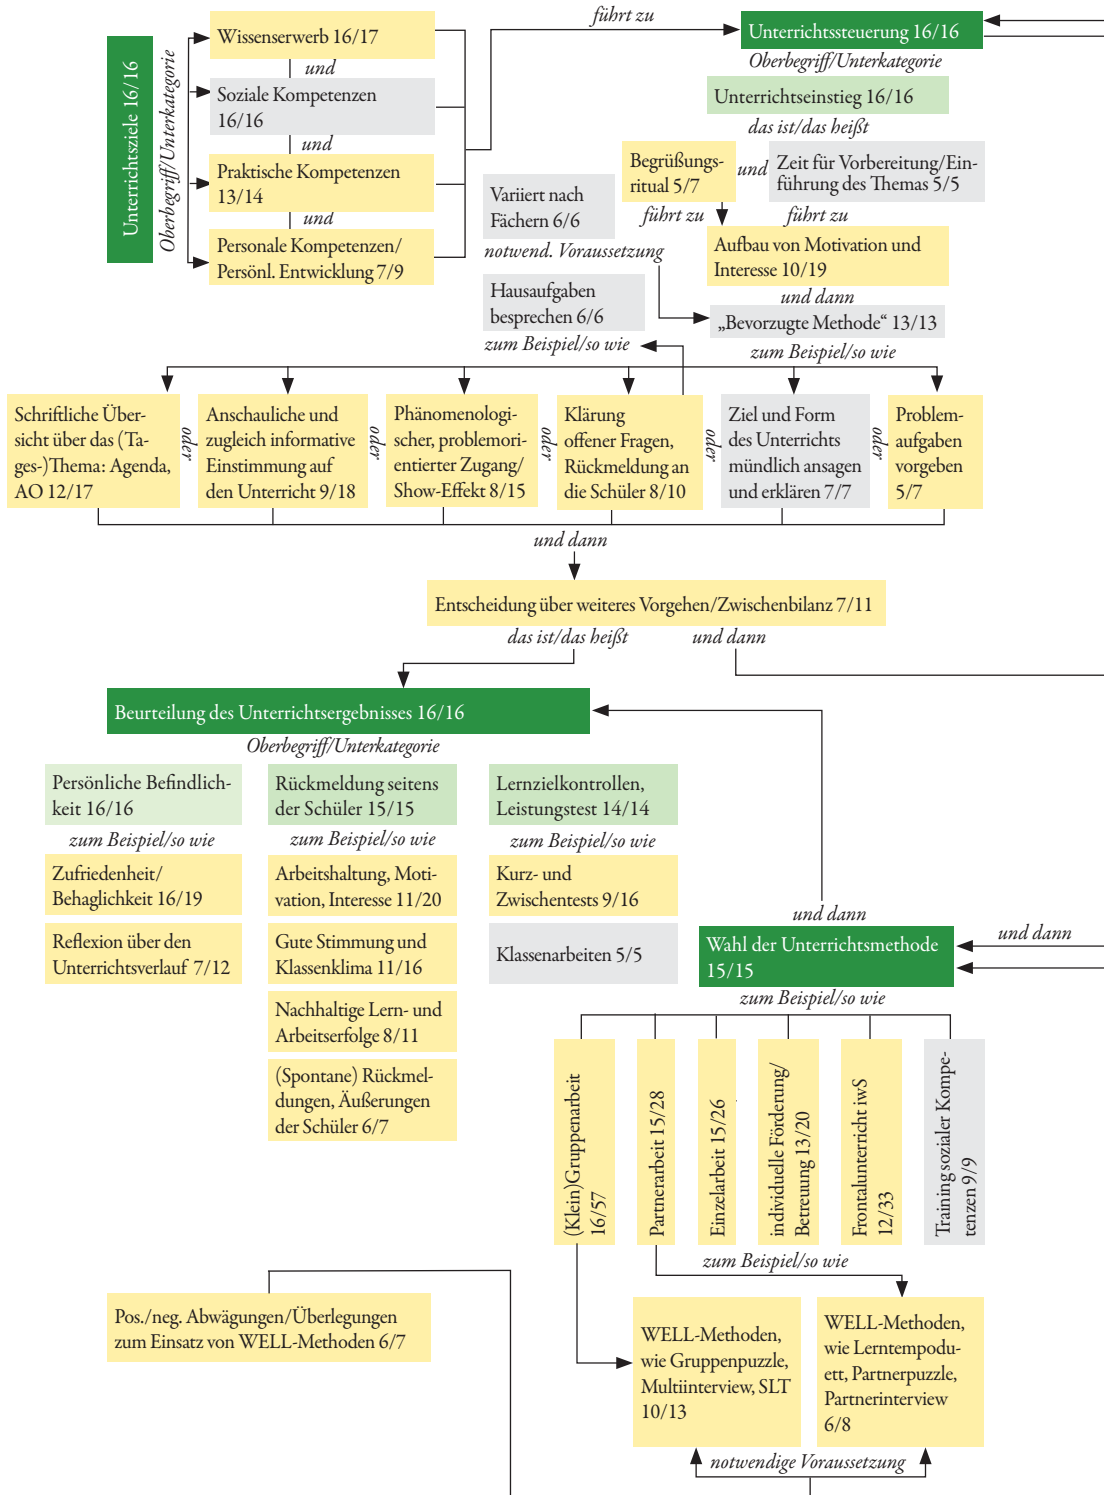 führt zu
Unterrichtsziele 16/16
Oberbegriff/Unterkategorie
Wissenserwerb 16/17
und
Soziale Kompetenzen
16/16
und
Praktische Kompetenzen
13/14
und
Personale Kompetenzen/
Persönl. Entwicklung 7/9
Unterrichtssteuerung 16/16
Oberbegriff/Unterkategorie
Unterrichtseinstieg 16/16
das ist/das heißt
Begrüßungs-
ritual 5/7
und
Zeit für Vorbereitung/Ein-
führung des Themas 5/5
führt zu
führt zu
Variiert nach
Fächern 6/6
notwend. Voraussetzung
Aufbau von Motivation und
Interesse 10/19
und dann
Hausaufgaben
besprechen 6/6
„Bevorzugte Methode“ 13/13
zum Beispiel/so wie
zum Beispiel/so wie
Schriftliche Über-
sicht über das (Ta-
ges-)Thema: Agenda,
AO 12/17
oder
Anschauliche und
zugleich informative
Einstimmung auf
den Unterricht 9/18
oder
Phänomenologi-
scher, problemori-
entierter Zugang/
Show-Effekt 8/15
oder
Klärung
offener Fragen,
Rückmeldung an
die Schüler 8/10
oder
Ziel und Form
des Unterrichts
mündlich ansagen
und erklären 7/7
oder
Problem-
aufgaben
vorgeben
5/7
und dann
Entscheidung über weiteres Vorgehen/Zwischenbilanz 7/11
das ist/das heißt
und dann
Beurteilung des Unterrichtsergebnisses 16/16
Oberbegriff/Unterkategorie
Persönliche Befindlich-
keit 16/16
zum Beispiel/so wie
Zufriedenheit/
Behaglichkeit 16/19
Reflexion über den
Unterrichtsverlauf 7/12
Rückmeldung seitens
der Schüler 15/15
zum Beispiel/so wie
Arbeitshaltung, Moti-
vation, Interesse 11/20
Gute Stimmung und
Klassenklima 11/16
Nachhaltige Lern- und
Arbeitserfolge 8/11
(Spontane) Rückmel-
dungen, Äußerungen
der Schüler 6/7
Lernzielkontrollen,
Leistungstest 14/14
zum Beispiel/so wie
Kurz- und
Zwischentests 9/16
Klassenarbeiten 5/5
und dann
Wahl der Unterrichtsmethode
15/15
und dann
zum Beispiel/so wie
(Klein)Gruppenarbeit
16/57
Partnerarbeit 15/28
Einzelarbeit 15/26
individuelle Förderung/
Betreuung 13/20
Frontalunterricht iwS
12/33
Training sozialer Kompe-
tenzen 9/9
zum Beispiel/so wie
Pos./neg. Abwägungen/Überlegungen
zum Einsatz von WELL-Methoden 6/7
WELL-Methoden,
wie Gruppenpuzzle,
Multiinterview, SLT
10/13
WELL-Methoden,
wie Lerntempodu-
ett, Partnerpuzzle,
Partnerinterview
6/8
notwendige Voraussetzung